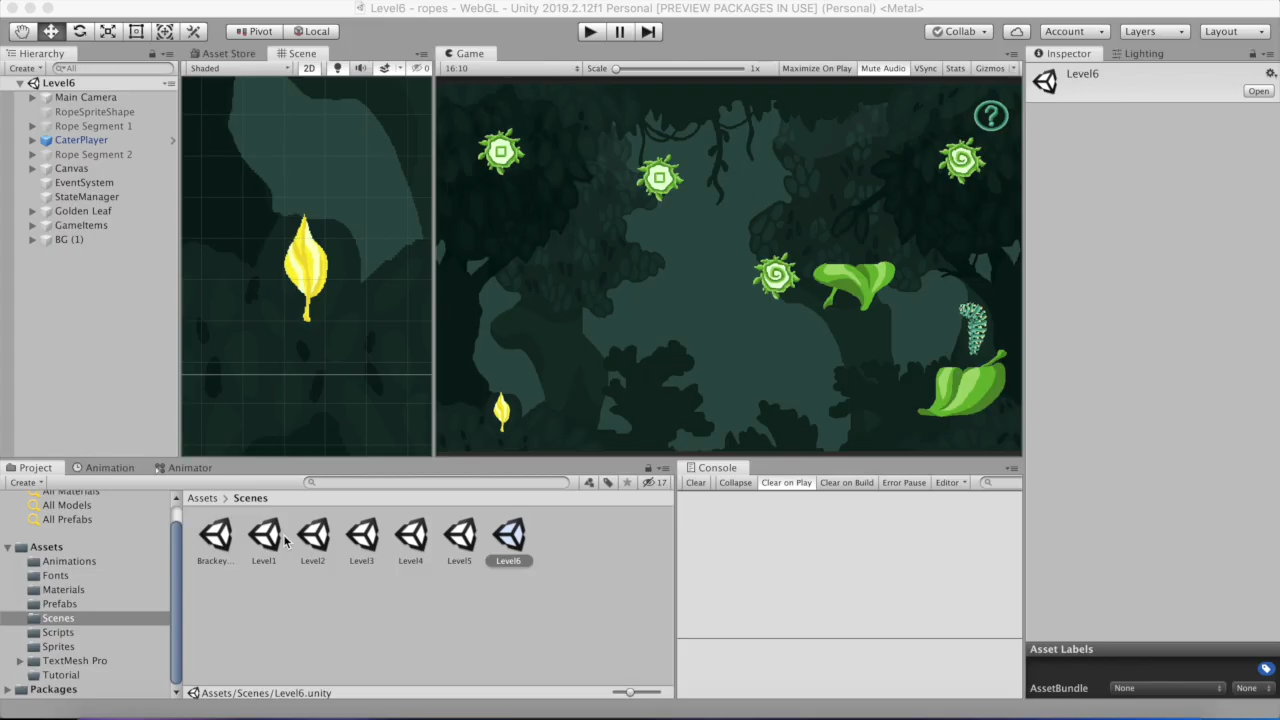 Level6 - ropes - WebGL - Unity 2019.2.12f1 Personal [PREVIEW PACKAGES IN USE] (Personal) <Metal>
Pivot Local Collab Account Layers Layout
Hierarchy Asset Store Scene Game Inspector Lighting
Create All Shaded 2D 0 16:10 Scale 1x Maximize On Play Mute Audio VSync Stats Gizmos Level6
Open
Level6
Main Camera
RopeSpriteShape
Rope Segment 1
CaterPlayer
Rope Segment 2
Canvas
EventSystem
StateManager
Golden Leaf
GameItems
BG (1)
?
Project Animation Animator Console
Create 17 Clear Collapse Clear on Play Clear on Build Error Pause Editor
All Materials
All Models
All Prefabs
Assets
Animations
Fonts
Materials
Prefabs
Scenes
Scripts
Sprites
TextMesh Pro
Tutorial
Packages
Assets > Scenes
Brackey... Level1 Level2 Level3 Level4 Level5 Level6
Assets/Scenes/Level6.unity
Asset Labels
AssetBundle None None